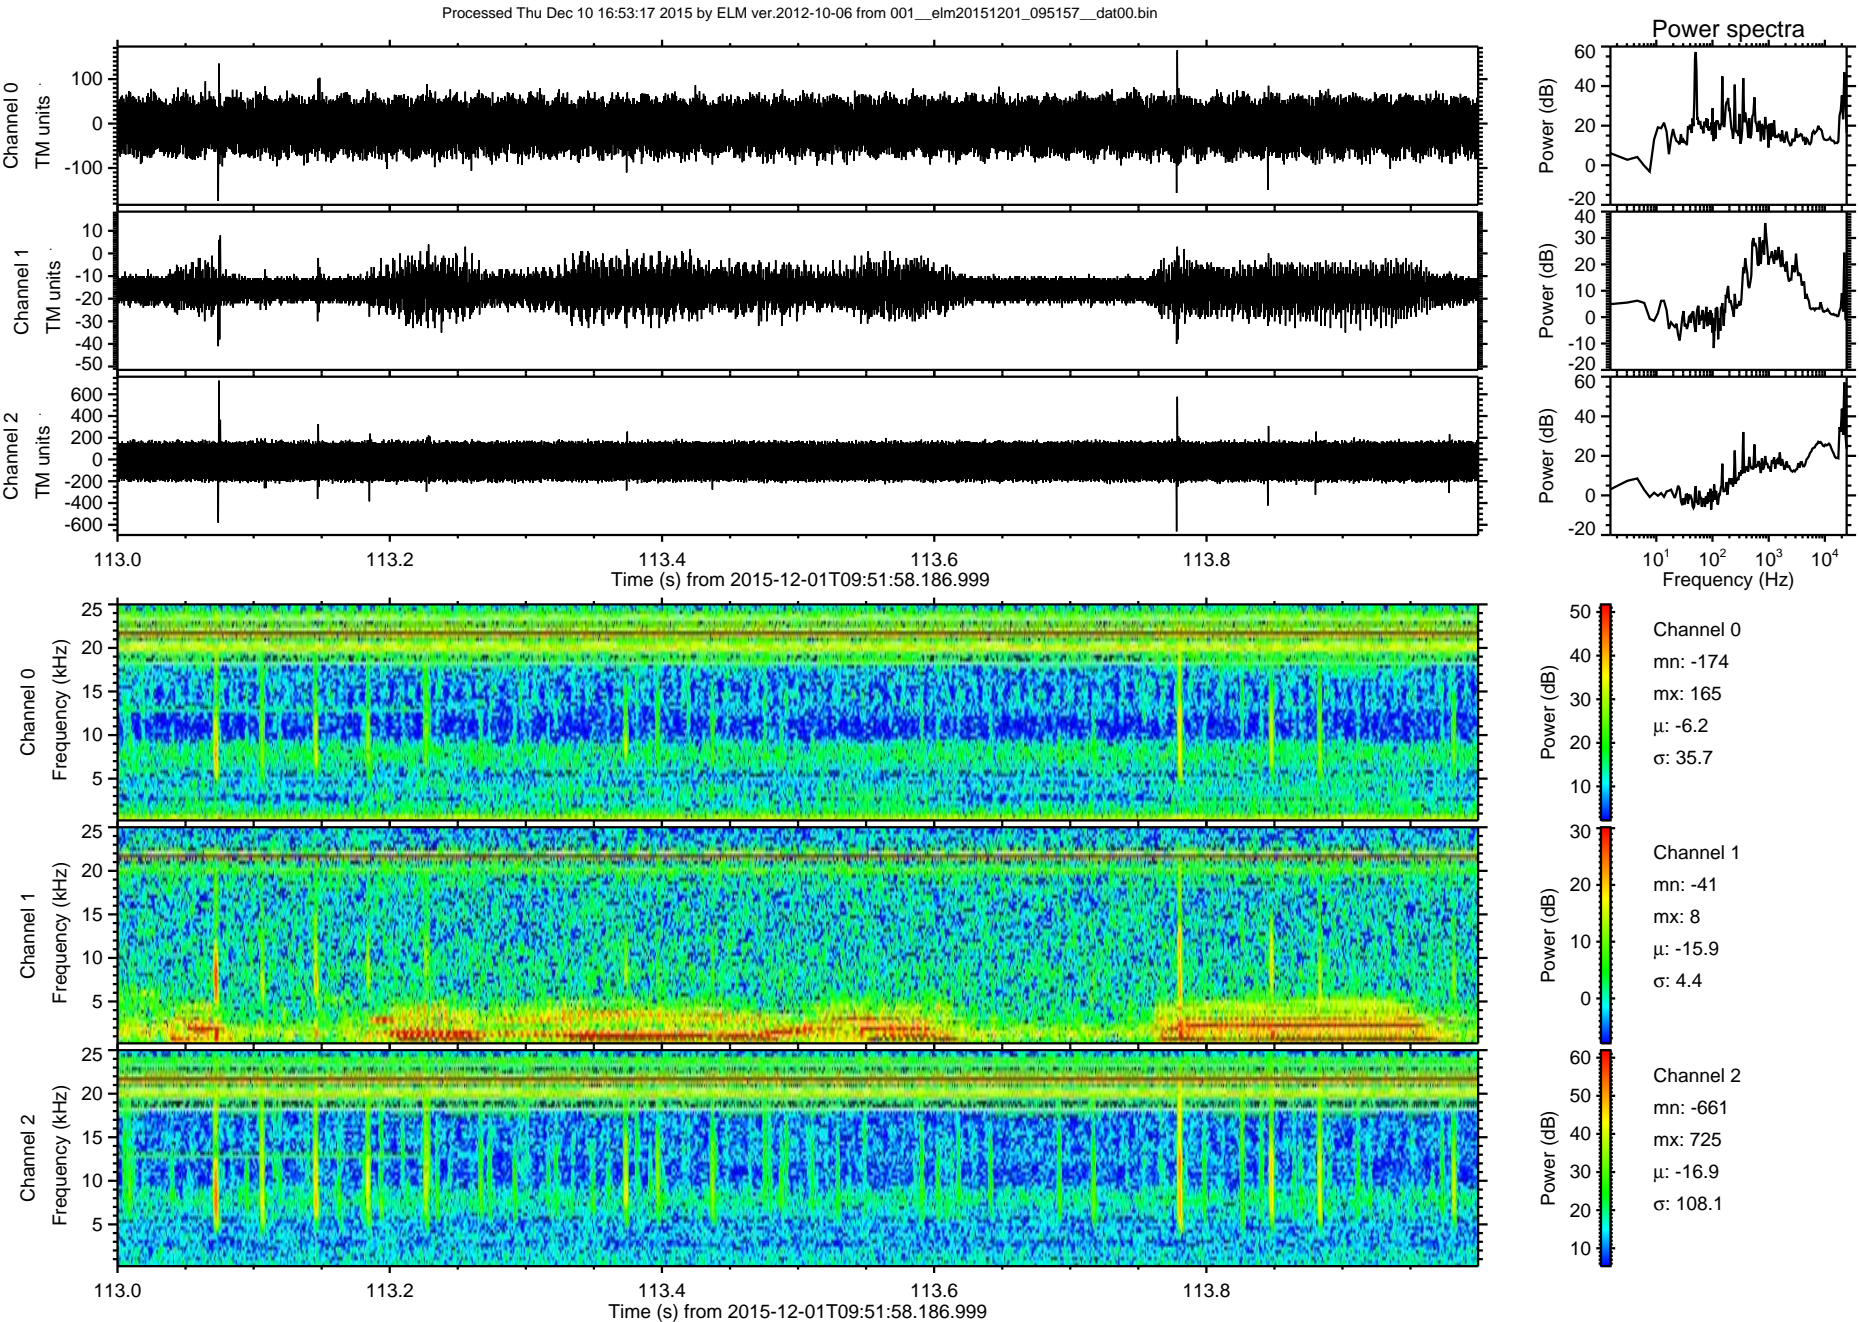 Processed Thu Dec 10 16:53:17 2015 by ELM ver.2012-10-06 from 001__elm20151201_095157__dat00.bin
Power spectra
Channel 0
TM units
100
0
-100
Power (dB)
60
40
20
0
-20
Channel 1
TM units
10
0
-10
-20
-30
-40
-50
Power (dB)
40
30
20
10
0
-10
-20
Channel 2
TM units
600
400
200
0
-200
-400
-600
Power (dB)
60
40
20
0
-20
113.0 113.2 113.4 113.6 113.8
Time (s) from 2015-12-01T09:51:58.186.999
10^1 10^2 10^3 10^4
Frequency (Hz)
Channel 0
Frequency (kHz)
25
20
15
10
5
Power (dB)
50
40
30
20
10
Channel 0
mn: -174
mx: 165
µ: -6.2
σ: 35.7
Channel 1
Frequency (kHz)
25
20
15
10
5
Power (dB)
30
20
10
0
Channel 1
mn: -41
mx: 8
µ: -15.9
σ: 4.4
Channel 2
Frequency (kHz)
25
20
15
10
5
Power (dB)
60
50
40
30
20
10
Channel 2
mn: -661
mx: 725
µ: -16.9
σ: 108.1
113.0 113.2 113.4 113.6 113.8
Time (s) from 2015-12-01T09:51:58.186.999